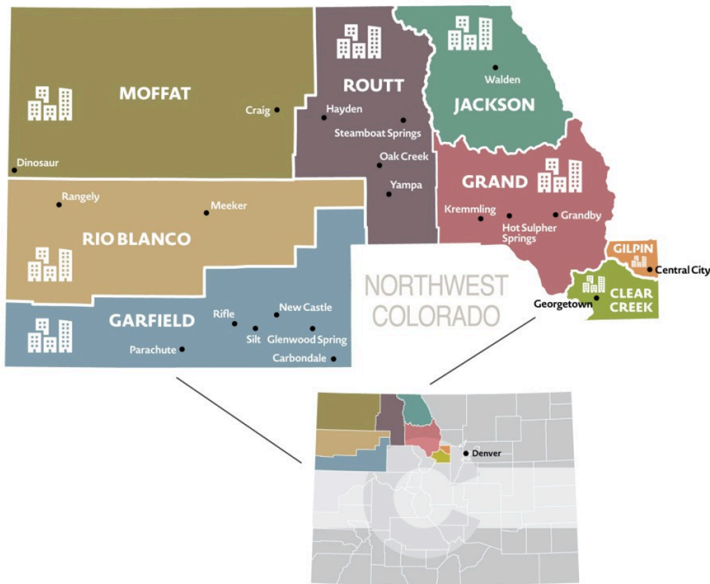 MOFFAT
Craig
Dinosaur
ROUTT
Hayden
Steamboat Springs
Oak Creek
Yampa
Walden
JACKSON
GRAND
Kremmling
Hot Sulpher
Springs
Grandby
Rangely
Meeker
RIO BLANCO
GILPIN
Central City
Georgetown
CLEAR
CREEK
NORTHWEST
COLORADO
GARFIELD
Rifle
New Castle
Silt
Glenwood Spring
Parachute
Carbondale
Denver